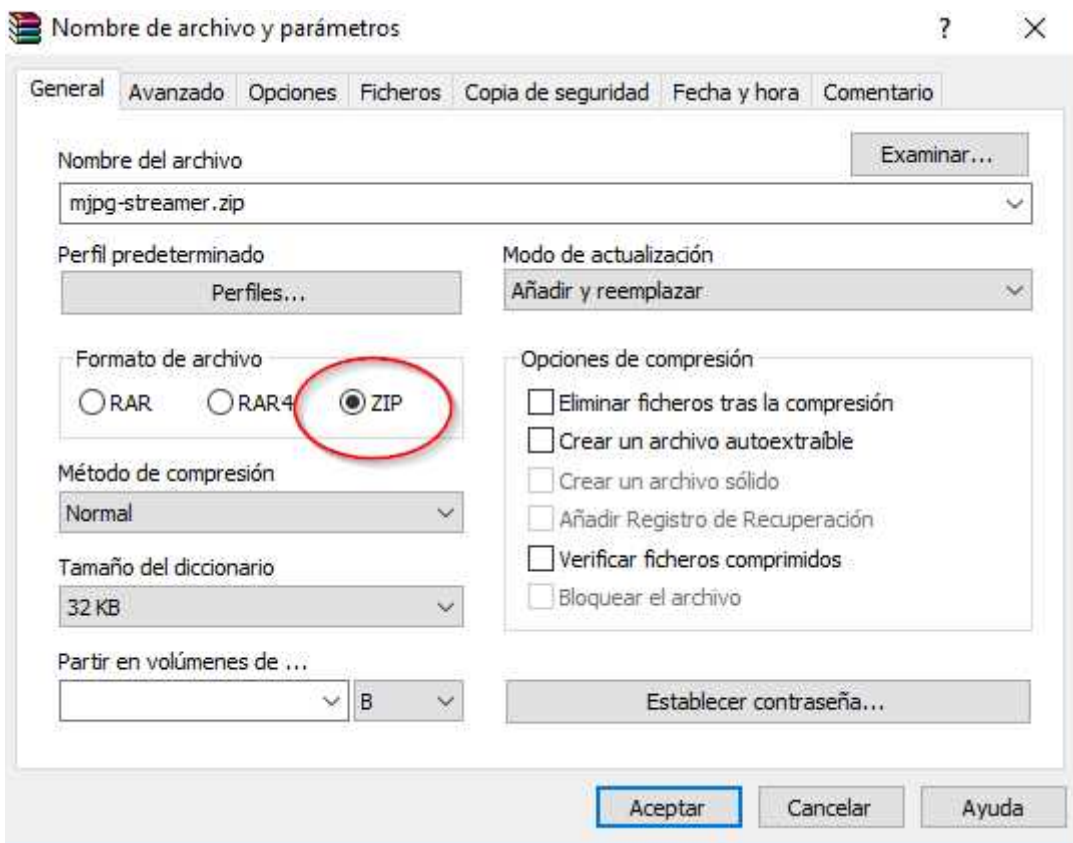 Nombre de archivo y parámetros
General Avanzado Opciones Ficheros Copia de seguridad Fecha y hora Comentario
Nombre del archivo
Examinar...
mjpg-streamer.zip
Perfil predeterminado
Perfiles...
Modo de actualización
Añadir y reemplazar
Formato de archivo
RAR RAR4 ZIP
Método de compresión
Normal
Tamaño del diccionario
32 KB
Partir en volúmenes de ...
B
Opciones de compresión
Eliminar ficheros tras la compresión
Crear un archivo autoextraíble
Crear un archivo sólido
Añadir Registro de Recuperación
Verificar ficheros comprimidos
Bloquear el archivo
Establecer contraseña...
Aceptar Cancelar Ayuda